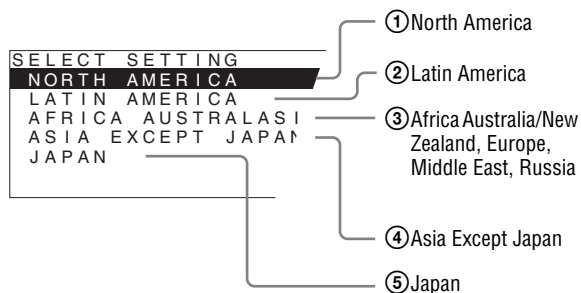 SELECT SETTING
NORTH AMERICA
LATIN AMERICA
AFRICA AUSTRALASI
ASIA EXCEPT JAPAN
JAPAN
①North America
②Latin America
③Africa Australia/New
Zealand, Europe,
Middle East, Russia
④Asia Except Japan
⑤Japan